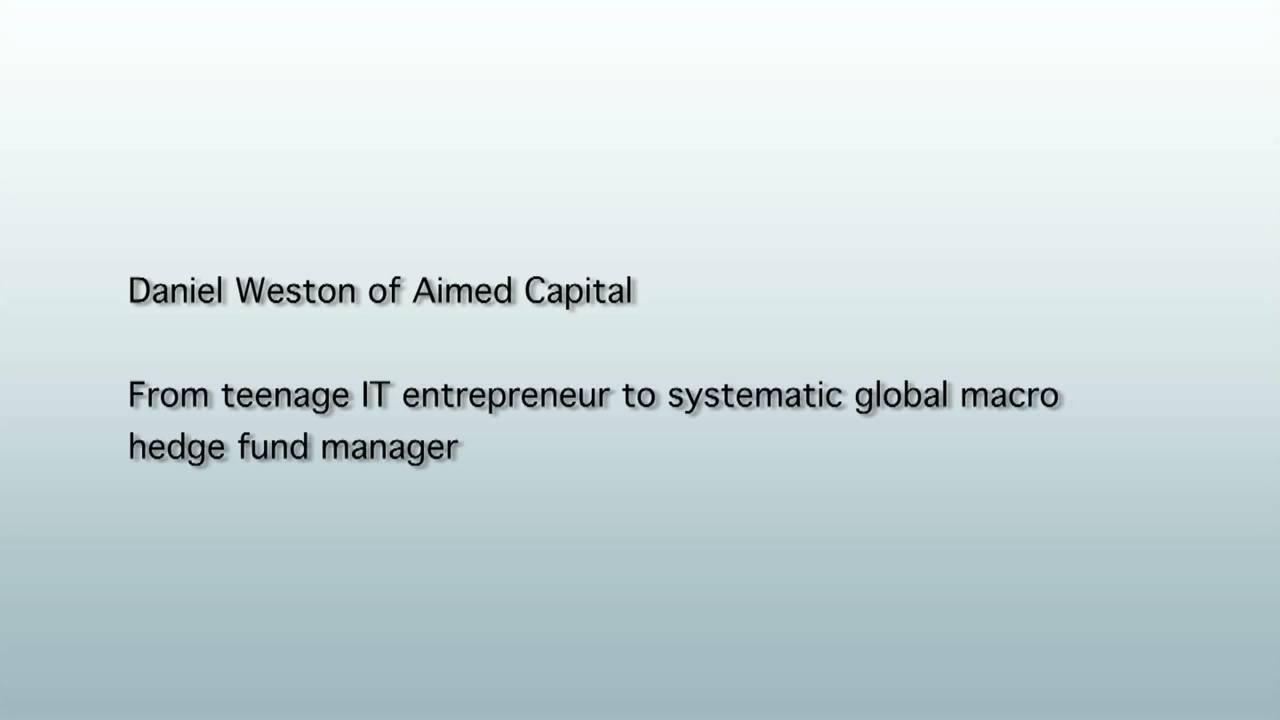 Daniel Weston of Aimed Capital
From teenage IT entrepreneur to systematic global macro
hedge fund manager